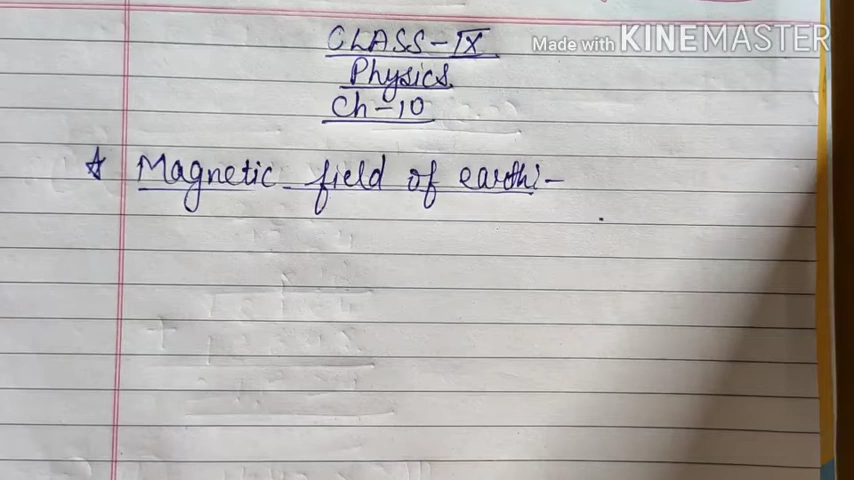 Made with KINEMASTER
CLASS-IX
Physics
Ch-10
☆ Magnetic field of earth:-